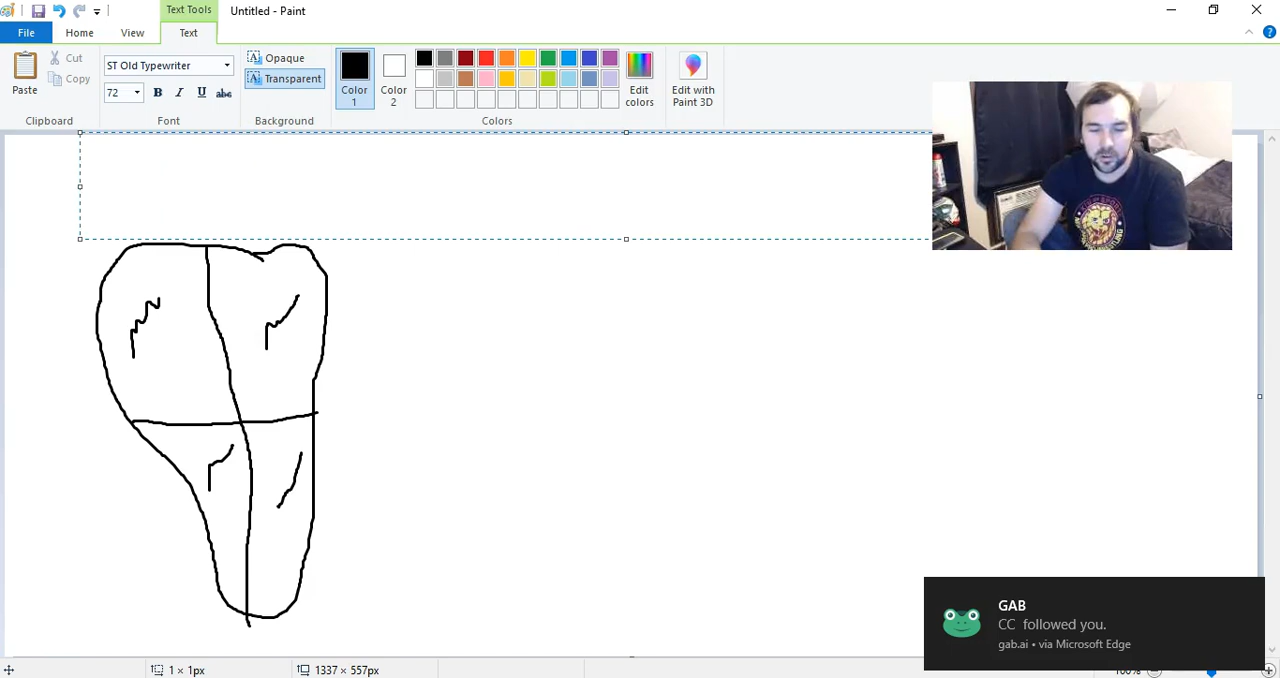 Text Tools
Untitled - Paint
File
Home
View
Text
Paste
Cut
Copy
Clipboard
ST Old Typewriter
72
B I U abc
Font
Opaque
Transparent
Background
Color 1
Color 2
Edit colors
Colors
Edit with Paint 3D
GAB
CC followed you.
gab.ai • via Microsoft Edge
1 × 1px
1337 × 557px
100%